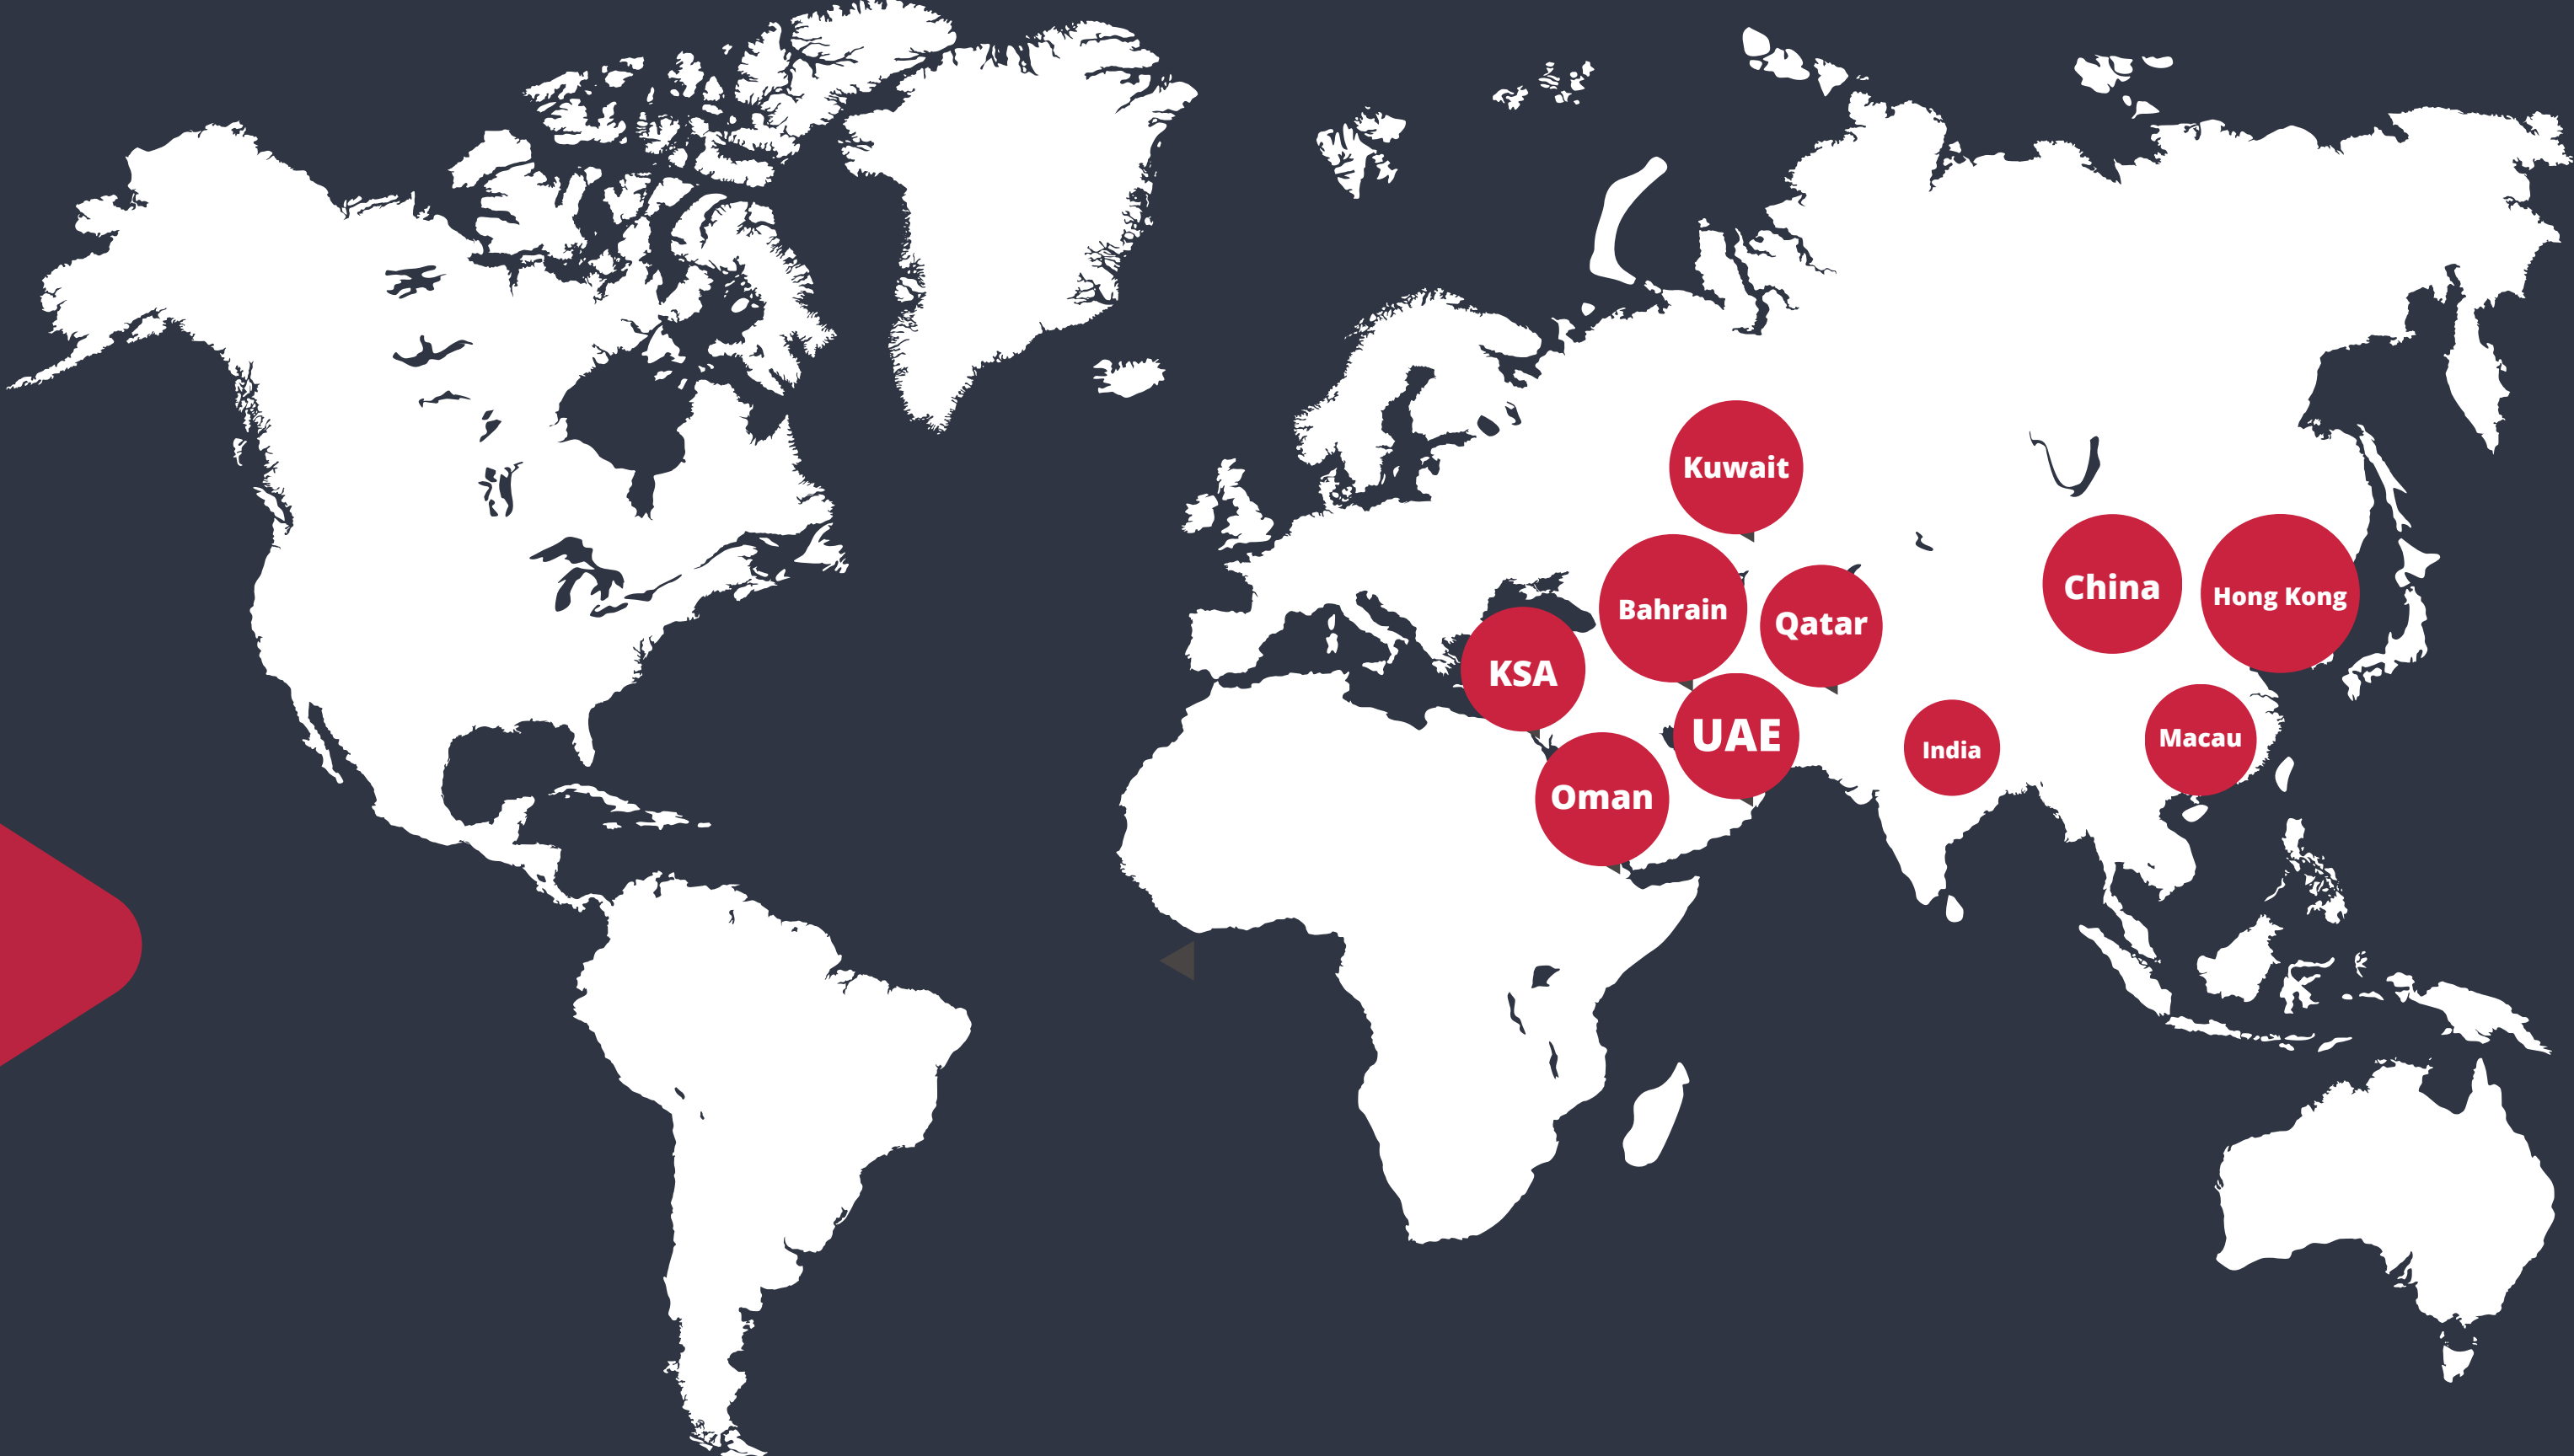 Kuwait
China
Hong Kong
Bahrain
Qatar
KSA
UAE
Macau
India
Oman